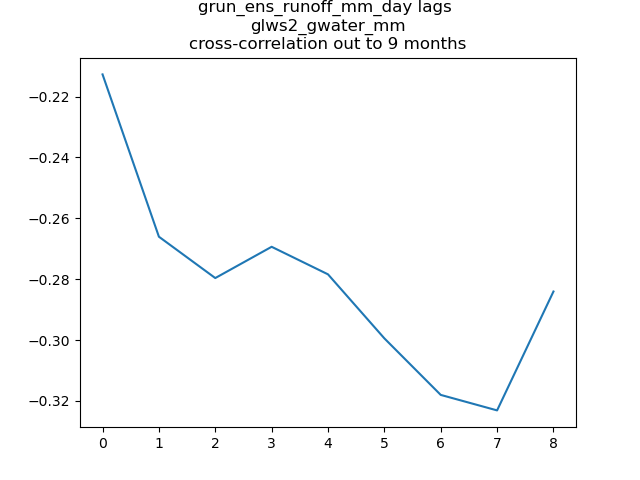 grun_ens_runoff_mm_day lags
glws2_gwater_mm
cross-correlation out to 9 months
−0.22
−0.24
−0.26
−0.28
−0.30
−0.32
0 1 2 3 4 5 6 7 8